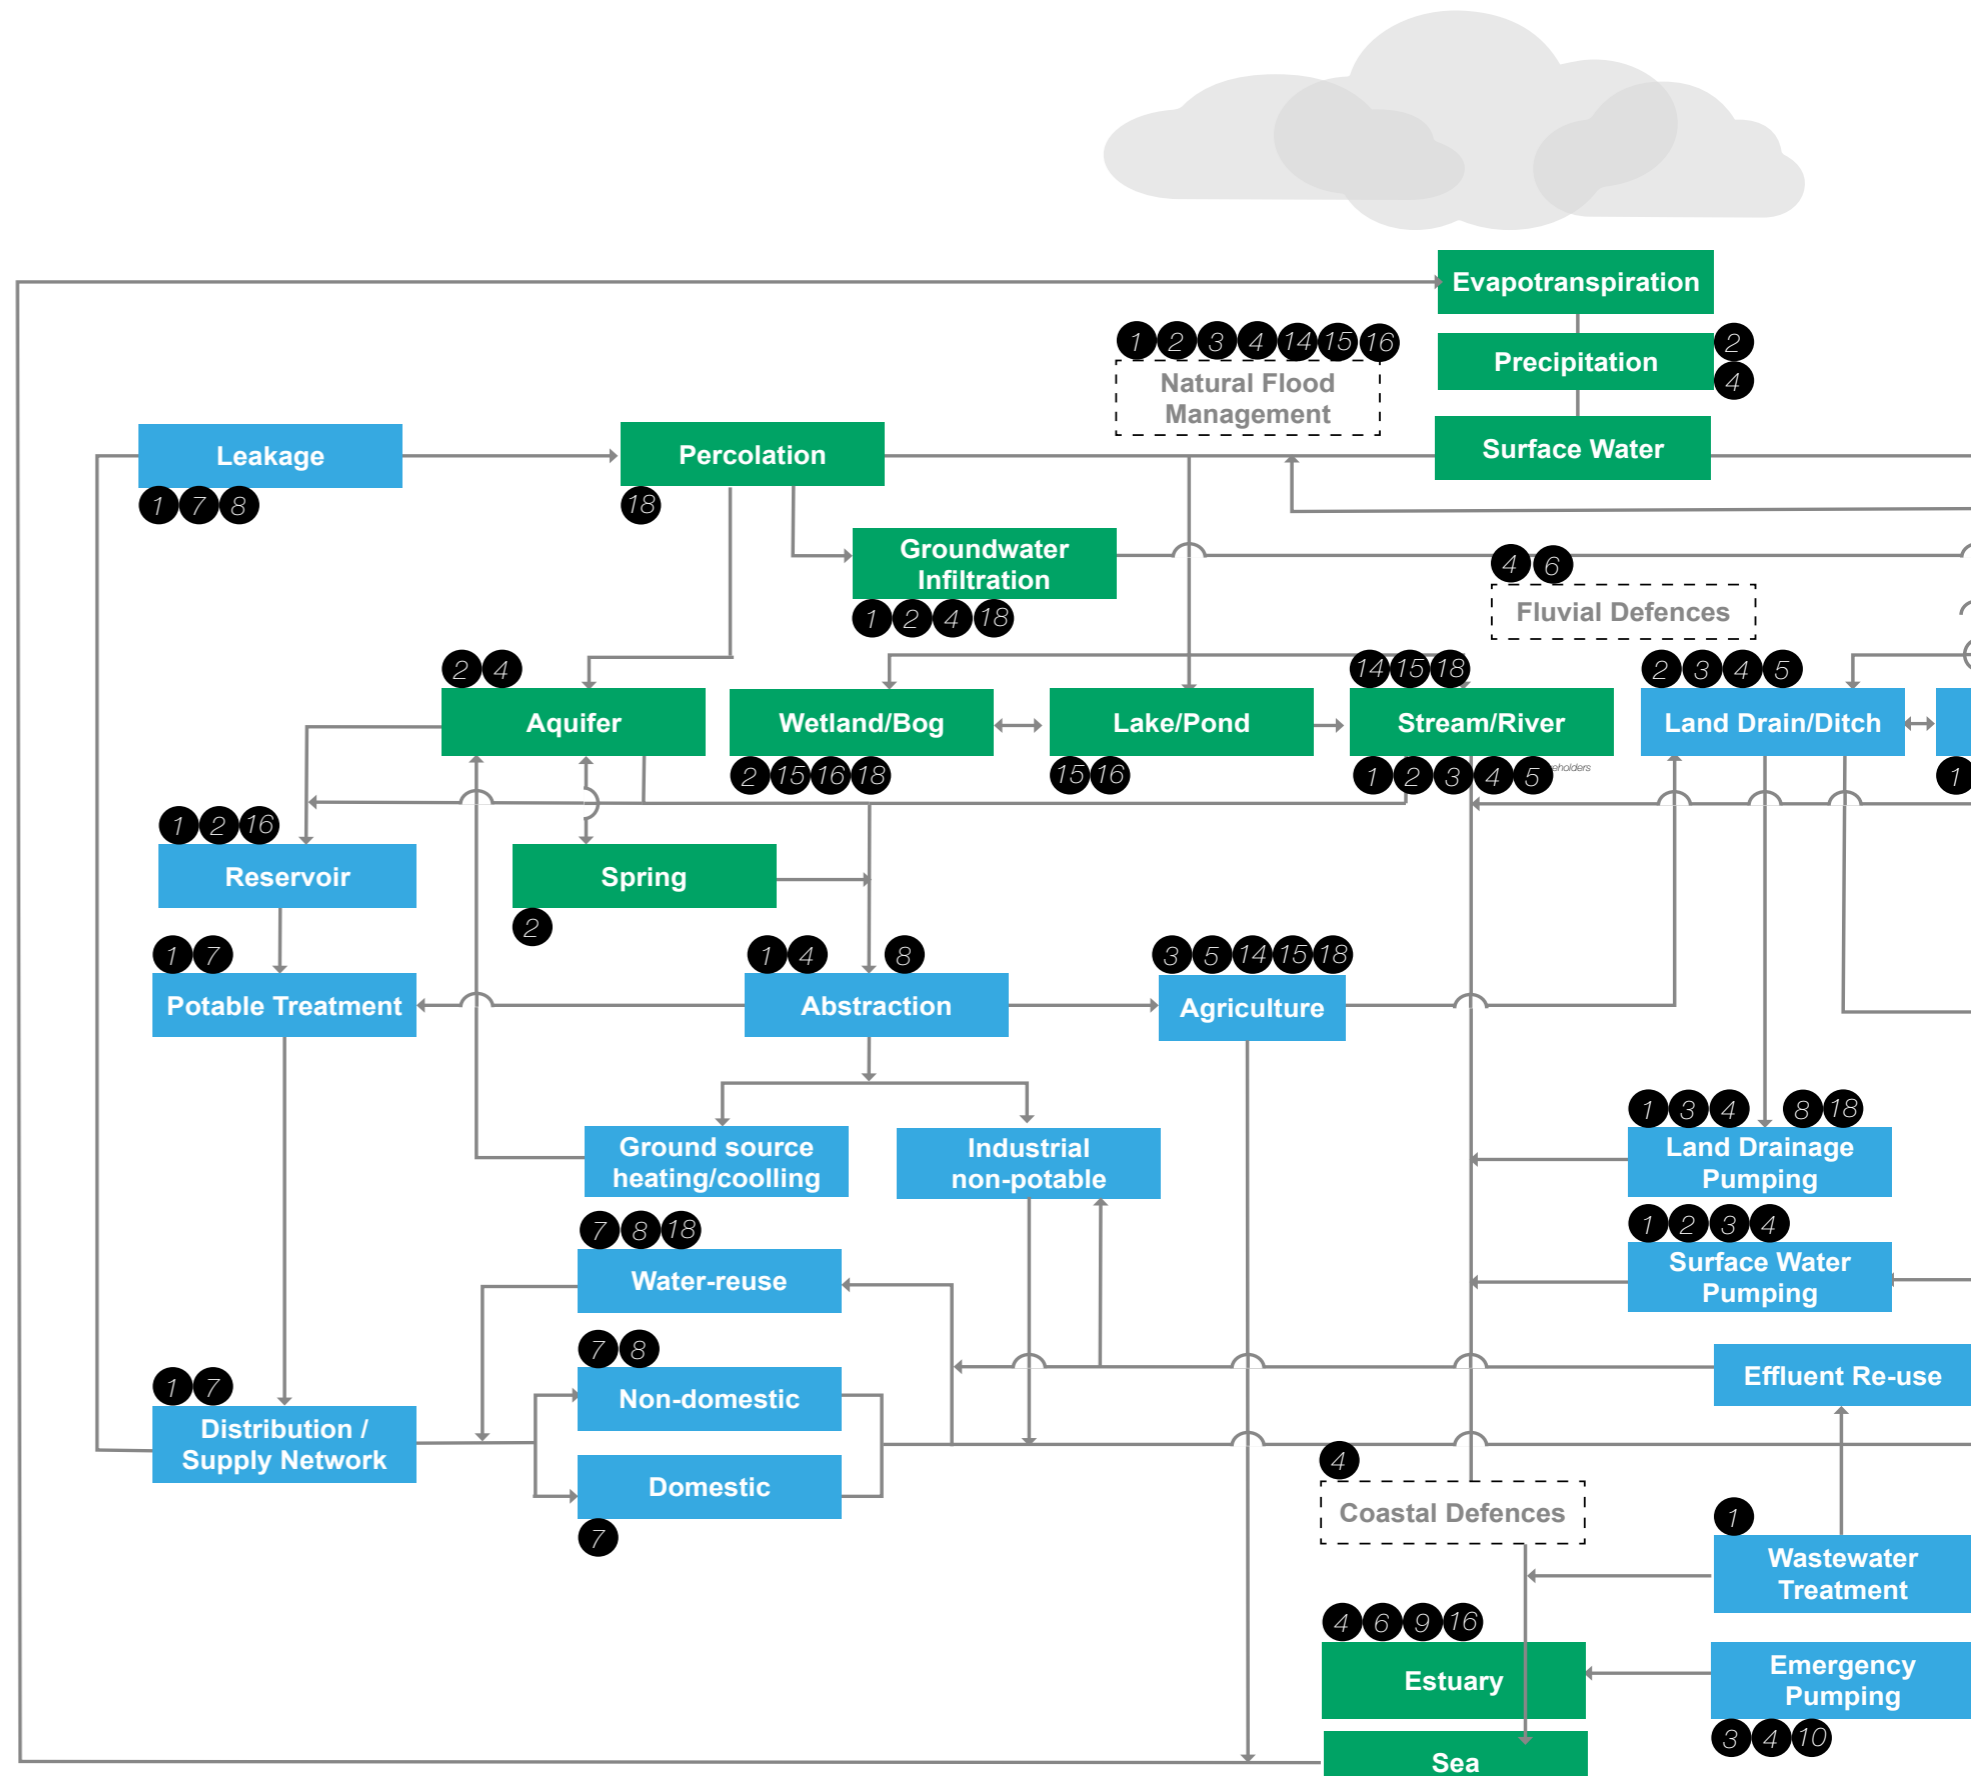 Evapotranspiration
1 2 3 4 14 15 16
Natural Flood
Management
Precipitation
2
4
Leakage
1 7 8
Percolation
18
Surface Water
Groundwater
Infiltration
1 2 4 18
4 6
Fluvial Defences
2 4
Aquifer
Wetland/Bog
2 15 16 18
Lake/Pond
15 16
14 15 18
Stream/River
1 2 3 4 5
eholders
2 3 4 5
Land Drain/Ditch
1
1 2 16
Reservoir
Spring
2
1 7
Potable Treatment
1 4 8
Abstraction
3 5 14 15 18
Agriculture
Ground source
heating/coolling
Industrial
non-potable
1 3 4 8 18
Land Drainage
Pumping
7 8 18
Water-reuse
1 2 3 4
Surface Water
Pumping
7 8
Non-domestic
Effluent Re-use
1 7
Distribution /
Supply Network
Domestic
7
4
Coastal Defences
1
Wastewater
Treatment
4 6 9 16
Estuary
Emergency
Pumping
3 4 10
Sea